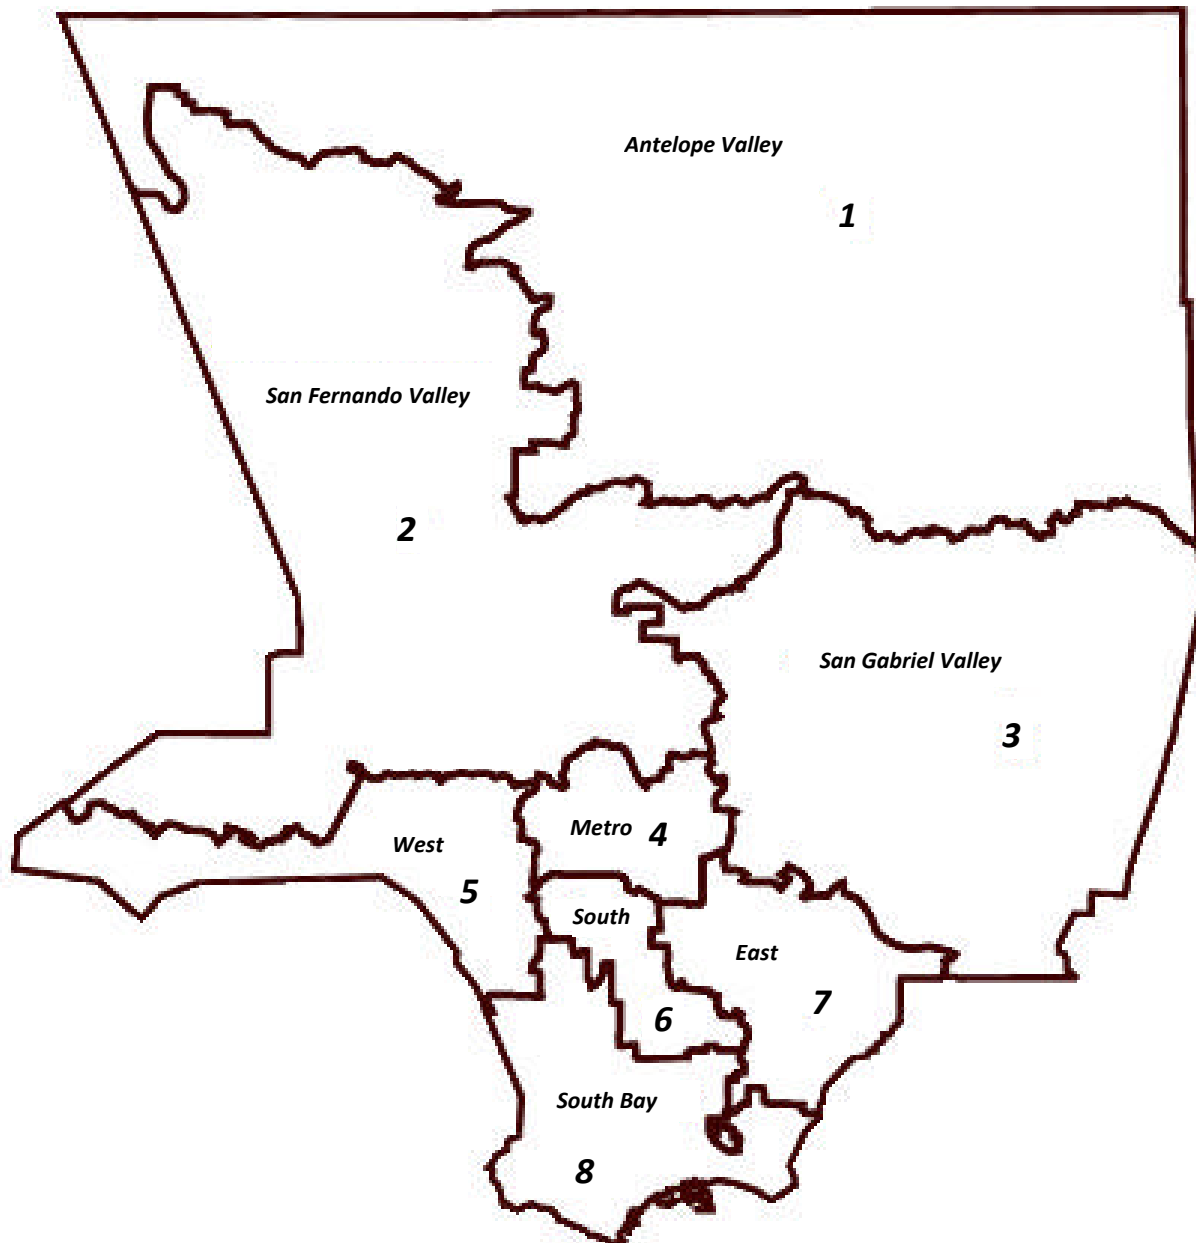 Antelope Valley
1
San Fernando Valley
2
San Gabriel Valley
3
Metro 4
West
5
South
6
East
7
South Bay
8